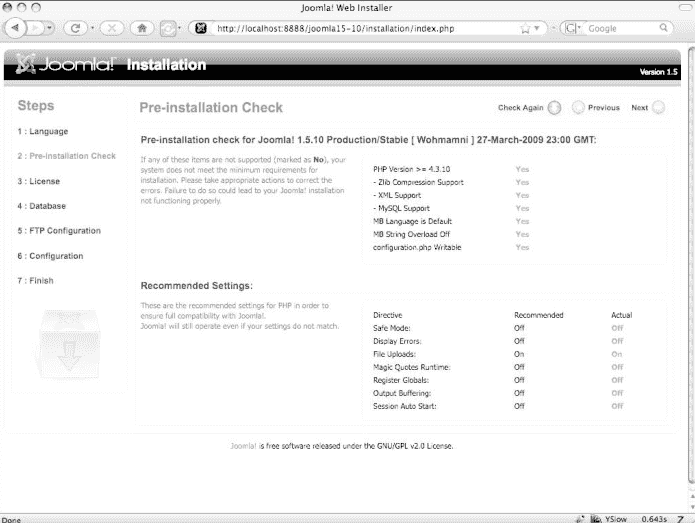 Joomla! Web Installer
http://localhost:8888/joomla15-10/installation/index.php
Google
Joomla! Installation
Version 1.5
Steps
1 : Language
2 : Pre-installation Check
3 : License
4 : Database
5 : FTP Configuration
6 : Configuration
7 : Finish
Pre-installation Check
Check Again
Previous
Next
Pre-installation check for Joomla! 1.5.10 Production/Stable [ Wohmamni ] 27-March-2009 23:00 GMT:
If any of these items are not supported (marked as No), your
system does not meet the minimum requirements for
installation. Please take appropriate actions to correct the
errors. Failure to do so could lead to your Joomla! installation
not functioning properly.
PHP Version >= 4.3.10 Yes
- Zlib Compression Support Yes
- XML Support Yes
- MySQL Support Yes
MB Language is Default Yes
MB String Overload Off Yes
configuration.php Writable Yes
Recommended Settings:
These are the recommended settings for PHP in order to
ensure full compatibility with Joomla!.
Joomla! will still operate even if your settings do not match.
Directive Recommended Actual
Safe Mode: Off Off
Display Errors: Off Off
File Uploads: On On
Magic Quotes Runtime: Off Off
Register Globals: Off Off
Output Buffering: Off Off
Session Auto Start: Off Off
Joomla! is free software released under the GNU/GPL v2.0 License.
Done
YSlow 0.643s